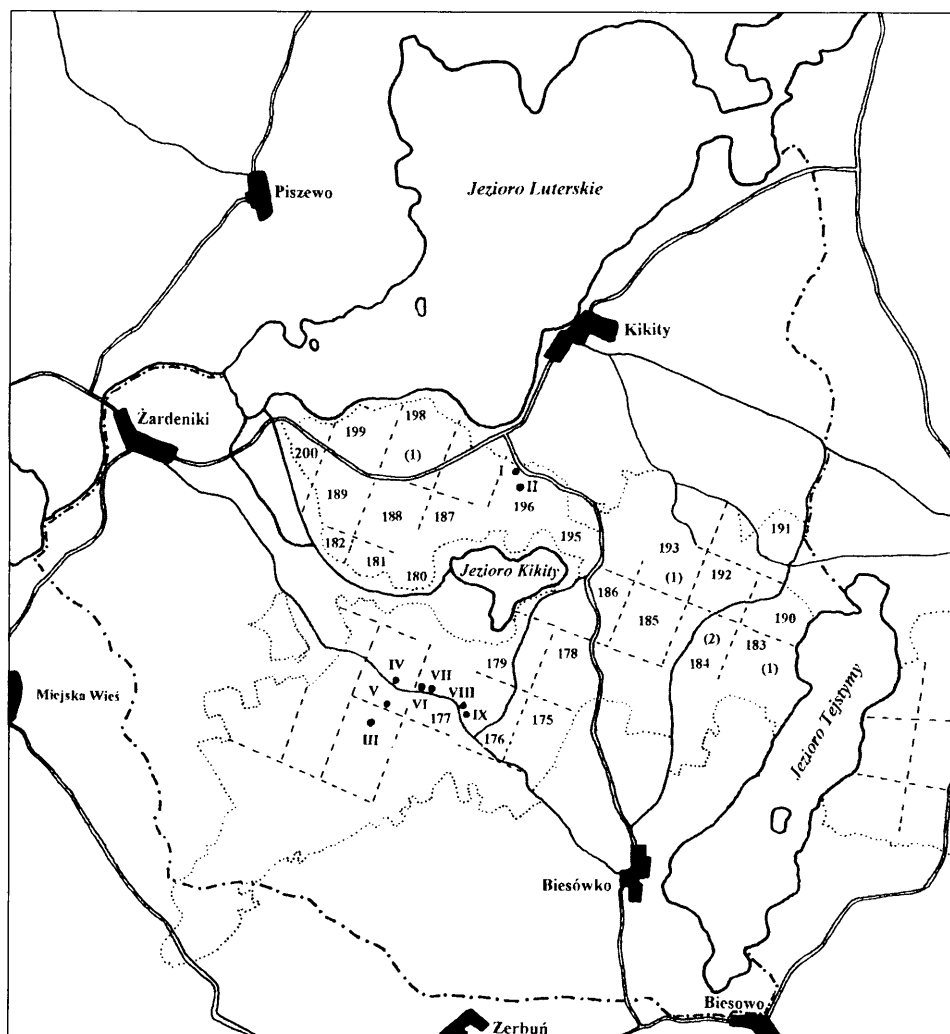 Piszewo
Jezioro Luterskie
Kikity
Żardeniki
198
199
(1)
200
I
II
196
189
188
187
191
193
195
182
181
180
Jezioro Kikity
192
(1)
186
185
190
(2)
183
184
(1)
179
178
IV
VII
Miejska Wieś
V
VIII
VI
177
IX
175
III
176
Jezioro Tejstymy
Biesówko
Biesowo
Zerbuń